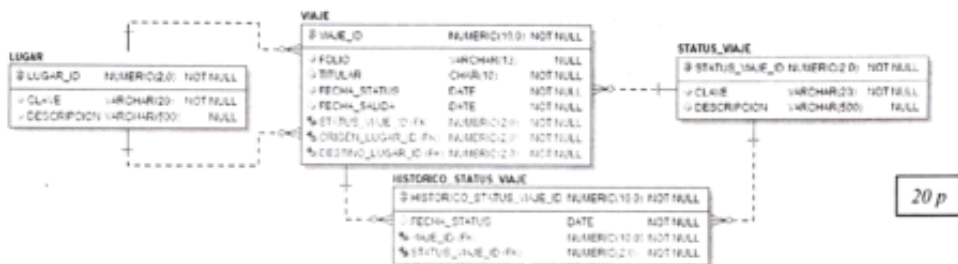 VIAJE
VIAJE_ID NUMERIC(10,0) NOT NULL
FOLIO VARCHAR(13) NULL
TITULAR CHAR(10) NOT NULL
FECHA_STATUS DATE NOT NULL
FECHA_SALIDA DATE NOT NULL
STATUS_VIAJE_ID (FK) NUMERIC(2,0) NOT NULL
ORIGEN_LUGAR_ID (FK) NUMERIC(2,0) NOT NULL
DESTINO_LUGAR_ID (FK) NUMERIC(2,0) NOT NULL
LUGAR
LUGAR_ID NUMERIC(2,0) NOT NULL
CLAVE VARCHAR(20) NOT NULL
DESCRIPCION VARCHAR(500) NULL
STATUS_VIAJE
STATUS_VIAJE_ID NUMERIC(2,0) NOT NULL
CLAVE VARCHAR(20) NOT NULL
DESCRIPCION VARCHAR(500) NULL
HISTORICO_STATUS_VIAJE
HISTORICO_STATUS_VIAJE_ID NUMERIC(10,0) NOT NULL
FECHA_STATUS DATE NOT NULL
VIAJE_ID (FK) NUMERIC(10,0) NOT NULL
STATUS_VIAJE_ID (FK) NUMERIC(2,0) NOT NULL
20 p